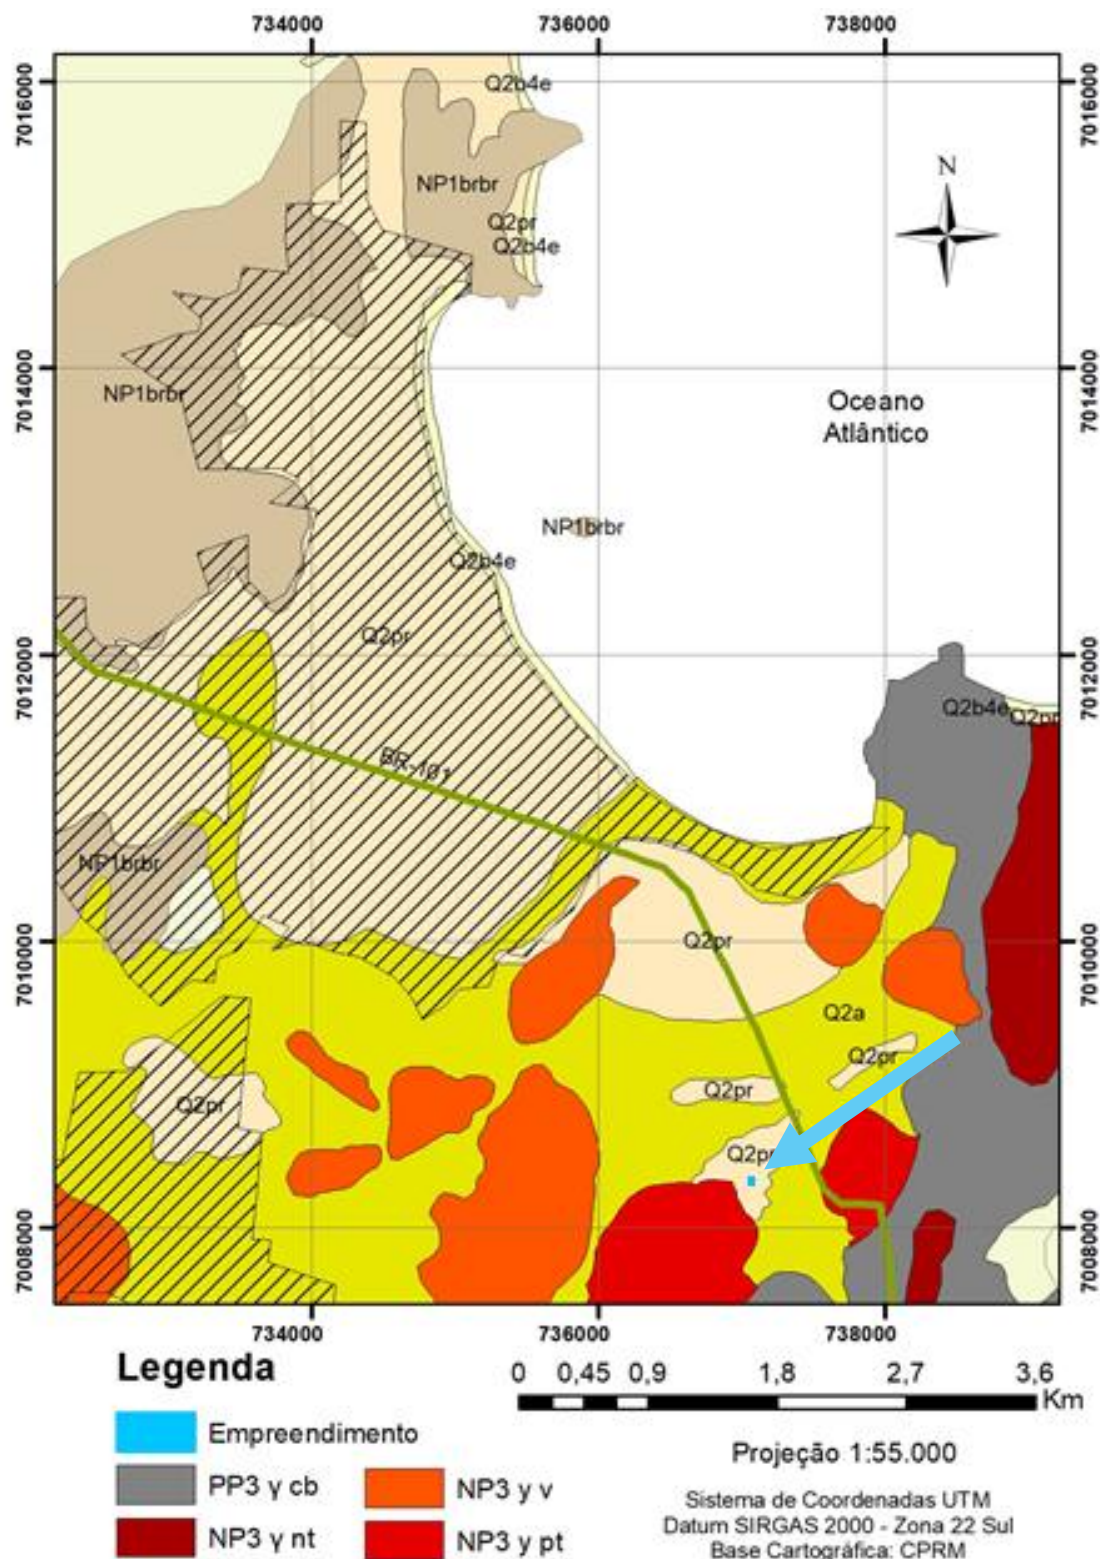 734000 736000 738000
7016000 7016000
Q2b4e
N
NP1brbr
Q2pr
Q2b4e
7014000 7014000
NP1brbr
Oceano
Atlântico
NP1brbr
Q2b4e
Q2pr
7012000 7012000
Q2b4e
Q2pr
BR-101
NP1brbr
7010000 7010000
Q2pr
Q2a
Q2pr
Q2pr
Q2pr
Q2pr
7008000 7008000
734000 736000 738000
Legenda
0 0,45 0,9 1,8 2,7 3,6
Km
Empreendimento
PP3 γ cb
NP3 γ nt
NP3 y v
NP3 y pt
Projeção 1:55.000
Sistema de Coordenadas UTM
Datum SIRGAS 2000 - Zona 22 Sul
Base Cartográfica: CPRM